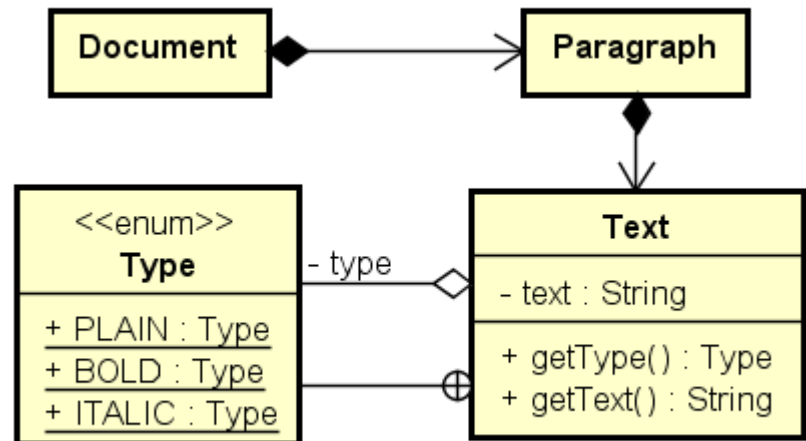 Document
Paragraph
<<enum>>
Type
+ PLAIN : Type
+ BOLD : Type
+ ITALIC : Type
- type
Text
- text : String
+ getType() : Type
+ getText() : String